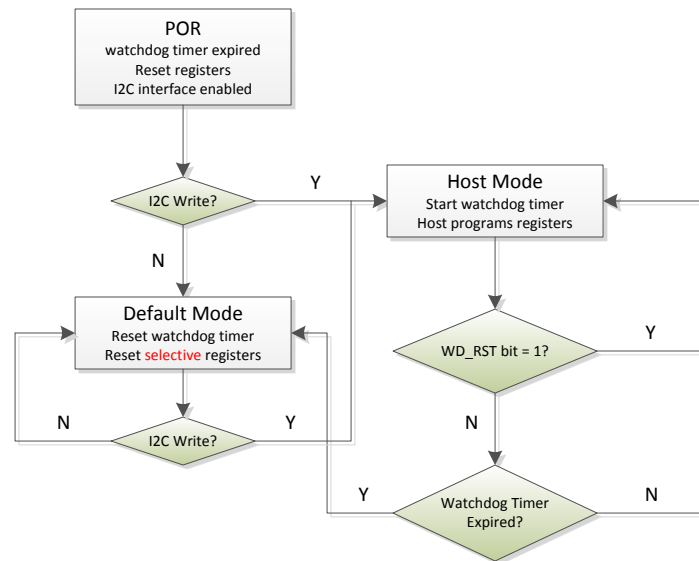 POR
watchdog timer expired
Reset registers
I2C interface enabled
I2C Write?
Y
N
Host Mode
Start watchdog timer
Host programs registers
Default Mode
Reset watchdog timer
Reset selective registers
WD_RST bit = 1?
Y
N
I2C Write?
N
Y
Watchdog Timer
Expired?
Y
N